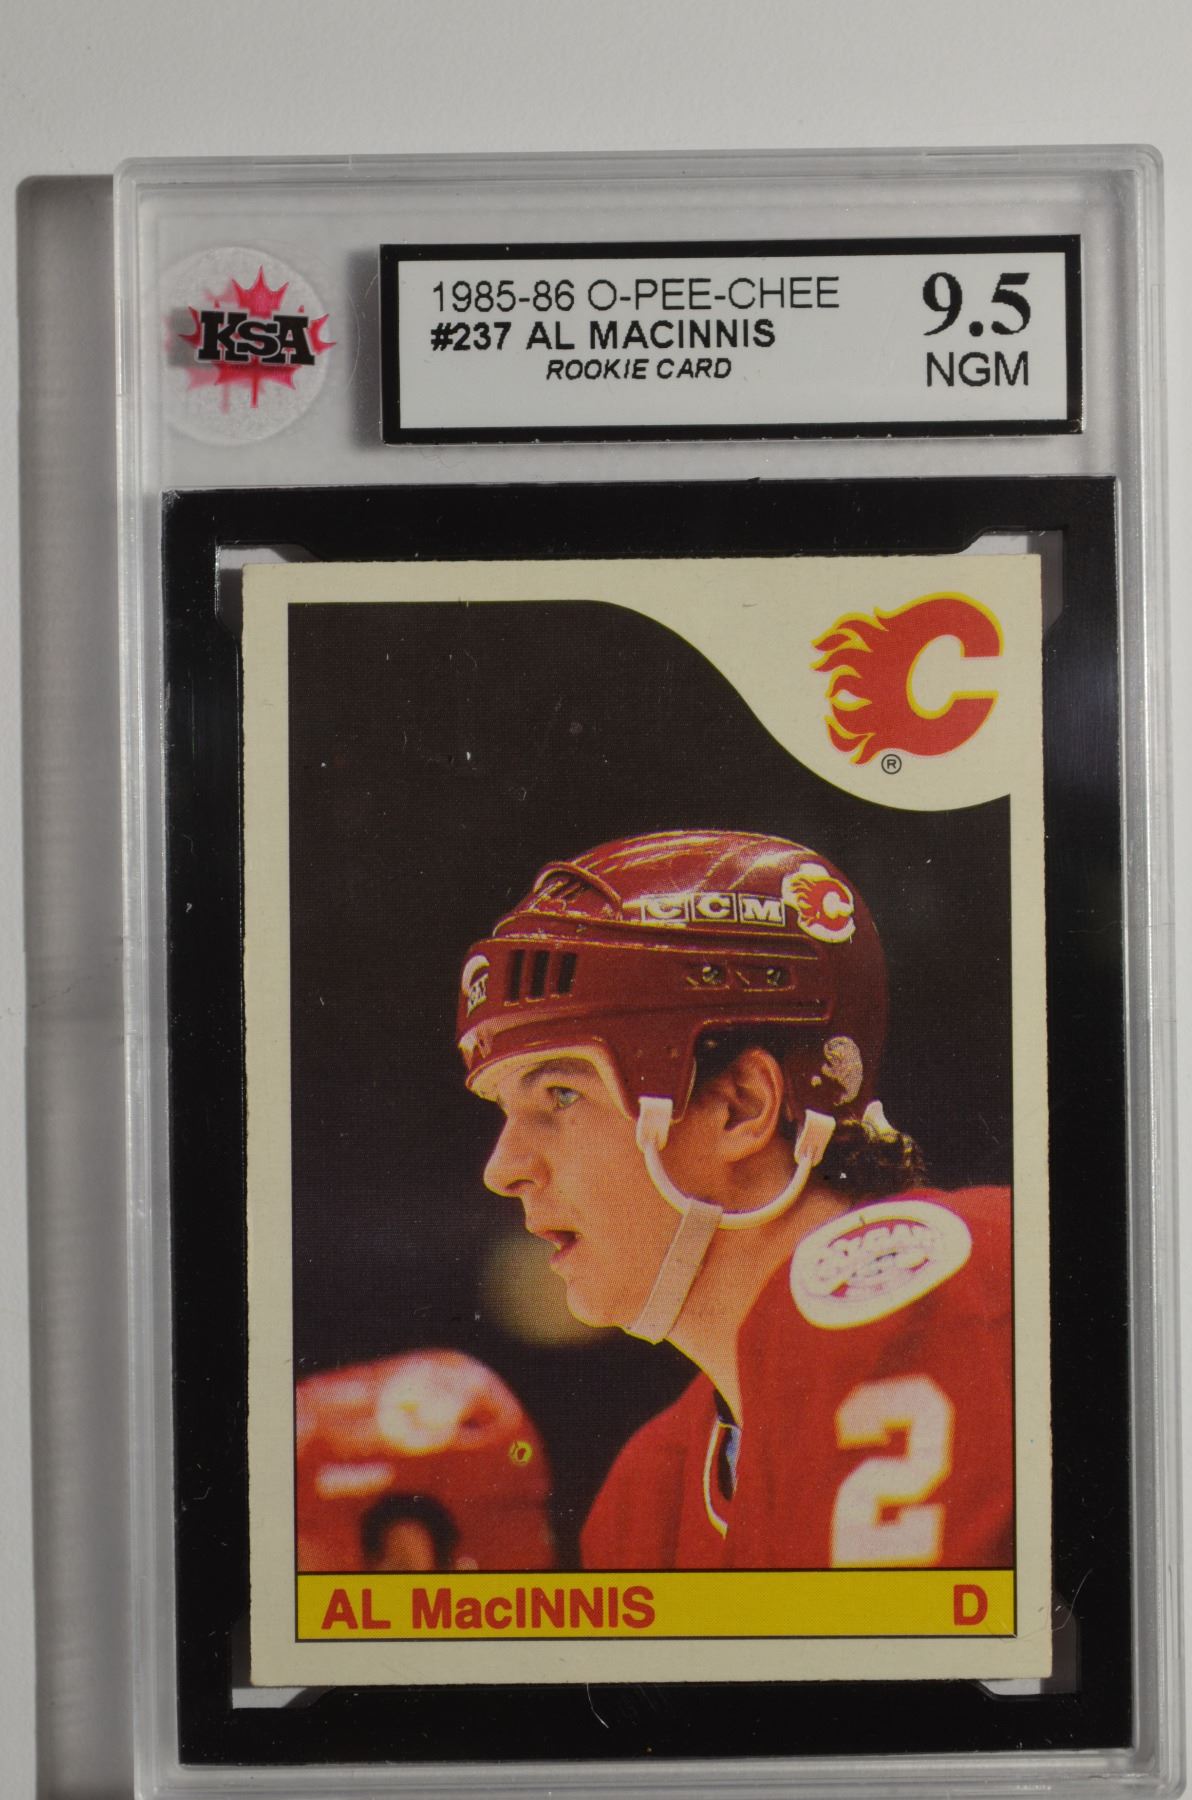 KSA
1985-86 O-PEE-CHEE
#237 AL MACINNIS
ROOKIE CARD
9.5
NGM
C
®
CCM
C
2
AL MacINNIS
D